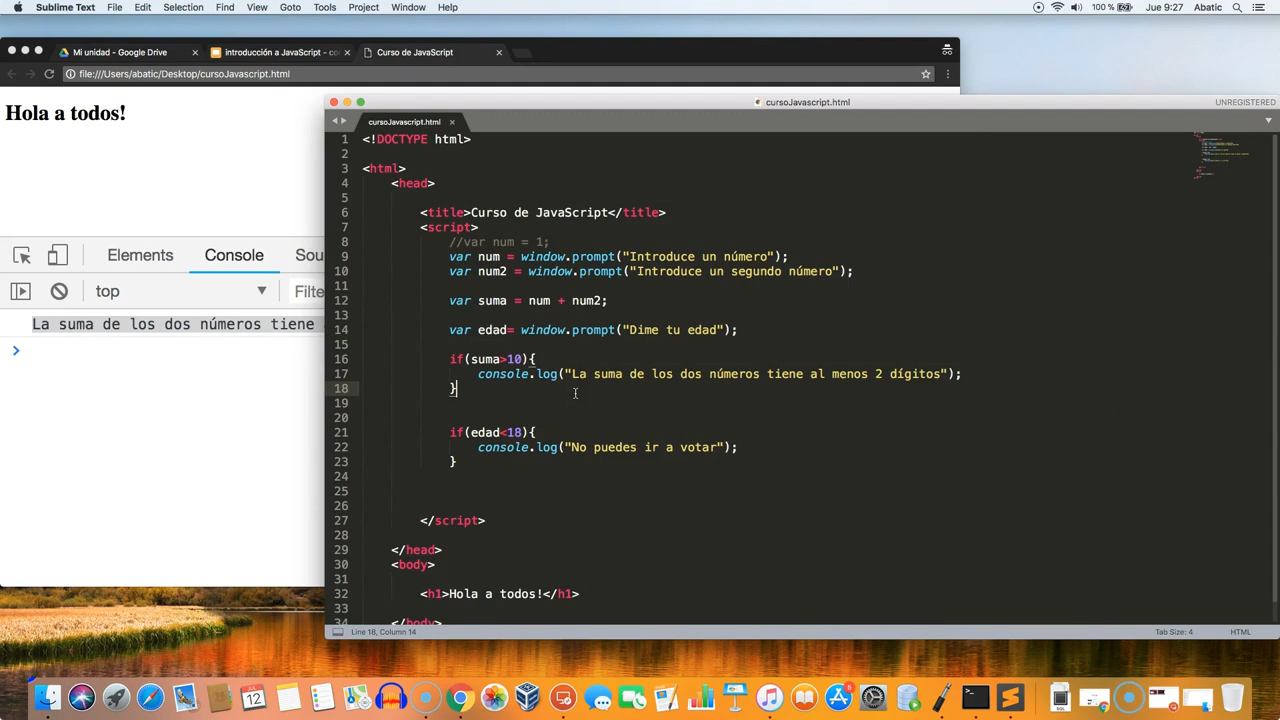 Sublime Text File Edit Selection Find View Goto Tools Project Window Help 100 % Jue 9:27 Abatic
Mi unidad - Google Drive × introducción a JavaScript - co × Curso de JavaScript ×
file:///Users/abatic/Desktop/cursoJavascript.html
Hola a todos!
Elements Console Sou
top ▼ Filte
La suma de los dos números tiene
>
cursoJavascript.html UNREGISTERED
cursoJavascript.html ×
1 <!DOCTYPE html>
2
3 <html>
4 <head>
5
6 <title>Curso de JavaScript</title>
7 <script>
8 //var num = 1;
9 var num = window.prompt("Introduce un número");
10 var num2 = window.prompt("Introduce un segundo número");
11
12 var suma = num + num2;
13
14 var edad= window.prompt("Dime tu edad");
15
16 if(suma>10){
17 console.log("La suma de los dos números tiene al menos 2 dígitos");
18 }
19
20
21 if(edad<18){
22 console.log("No puedes ir a votar");
23 }
24
25
26
27 </script>
28
29 </head>
30 <body>
31
32 <h1>Hola a todos!</h1>
33
</body>
Line 18, Column 14 Tab Size: 4 HTML